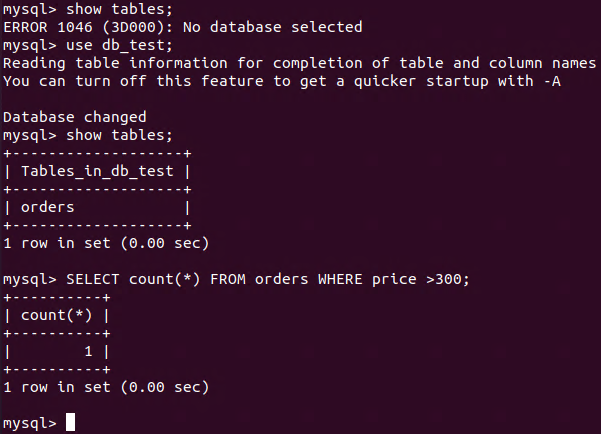 mysql> show tables;
ERROR 1046 (3D000): No database selected
mysql> use db_test;
Reading table information for completion of table and column names
You can turn off this feature to get a quicker startup with -A

Database changed
mysql> show tables;
+-------------------+
| Tables_in_db_test |
+-------------------+
| orders            |
+-------------------+
1 row in set (0.00 sec)

mysql> SELECT count(*) FROM orders WHERE price >300;
+----------+
| count(*) |
+----------+
|        1 |
+----------+
1 row in set (0.00 sec)

mysql>